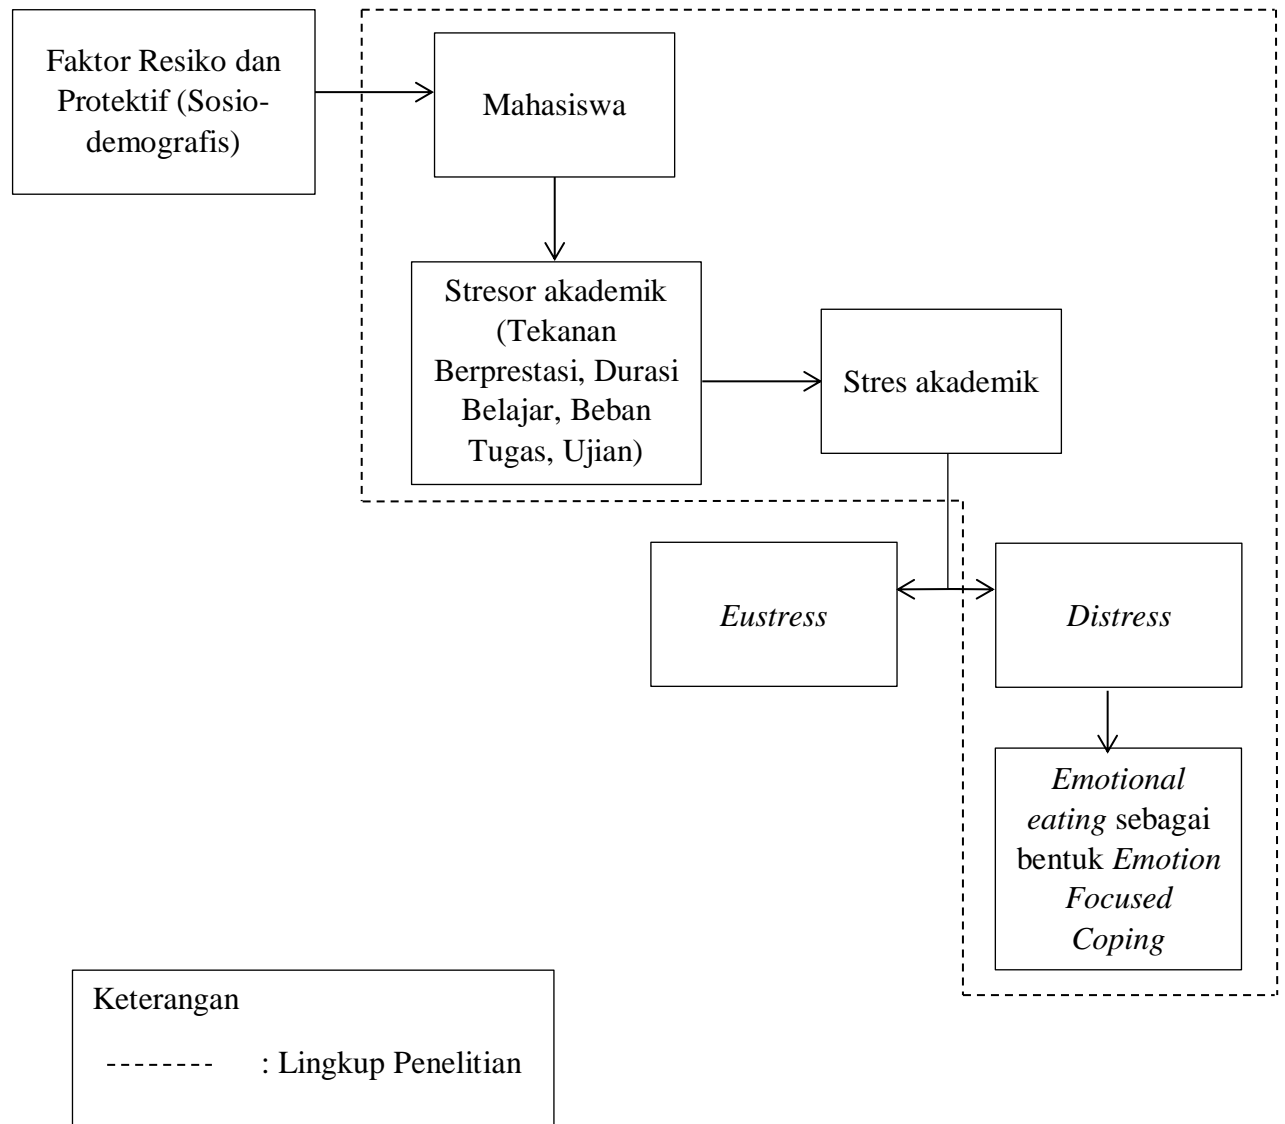 Faktor Resiko dan
Protektif (Sosio-
demografis)
Mahasiswa
Stresor akademik
(Tekanan
Berprestasi, Durasi
Belajar, Beban
Tugas, Ujian)
Stres akademik
Eustress
Distress
Emotional
eating sebagai
bentuk Emotion
Focused
Coping
Keterangan
------- : Lingkup Penelitian